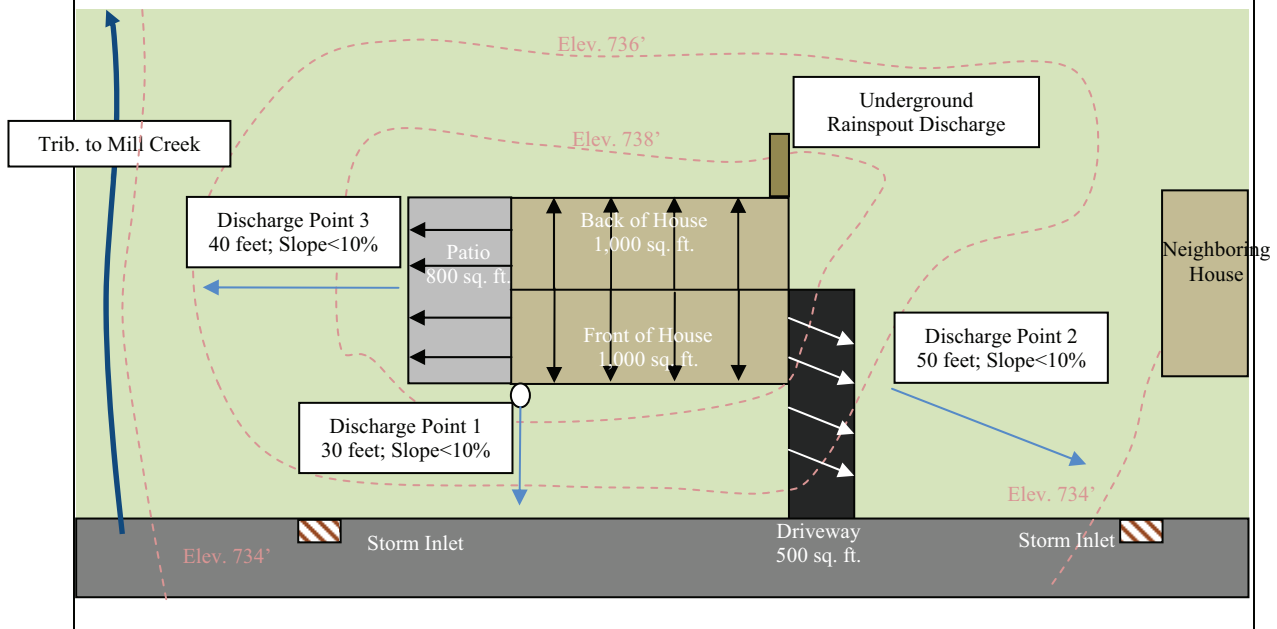 Elev. 736’
Underground
Rainspout Discharge
Trib. to Mill Creek
Elev. 738’
Discharge Point 3
40 feet; Slope<10%
Back of House
1,000 sq. ft.
Patio
800 sq. ft.
Neighboring
House
Front of House
1,000 sq. ft.
Discharge Point 2
50 feet; Slope<10%
Discharge Point 1
30 feet; Slope<10%
Elev. 734’
Driveway
500 sq. ft.
Storm Inlet
Storm Inlet
Elev. 734’